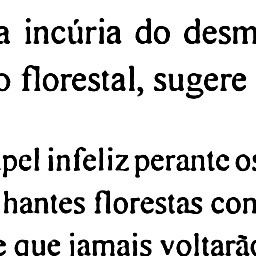 a incúria do desm
o florestal, sugere
pel infeliz perante os
hantes florestas con
e que jamais voltarão